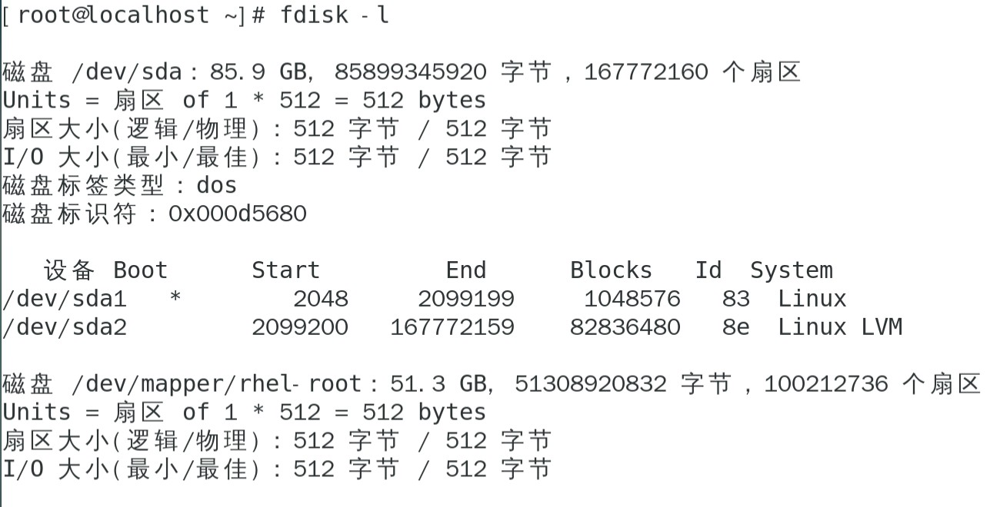 [root@localhost ~]# fdisk -l
磁盘 /dev/sda：85.9 GB, 85899345920 字节，167772160 个扇区
Units = 扇区 of 1 * 512 = 512 bytes
扇区大小(逻辑/物理)：512 字节 / 512 字节
I/O 大小(最小/最佳)：512 字节 / 512 字节
磁盘标签类型：dos
磁盘标识符：0x000d5680
设备 Boot      Start         End      Blocks   Id  System
/dev/sda1   *        2048     2099199     1048576   83  Linux
/dev/sda2         2099200   167772159    82836480   8e  Linux LVM
磁盘 /dev/mapper/rhel-root：51.3 GB, 51308920832 字节，100212736 个扇区
Units = 扇区 of 1 * 512 = 512 bytes
扇区大小(逻辑/物理)：512 字节 / 512 字节
I/O 大小(最小/最佳)：512 字节 / 512 字节